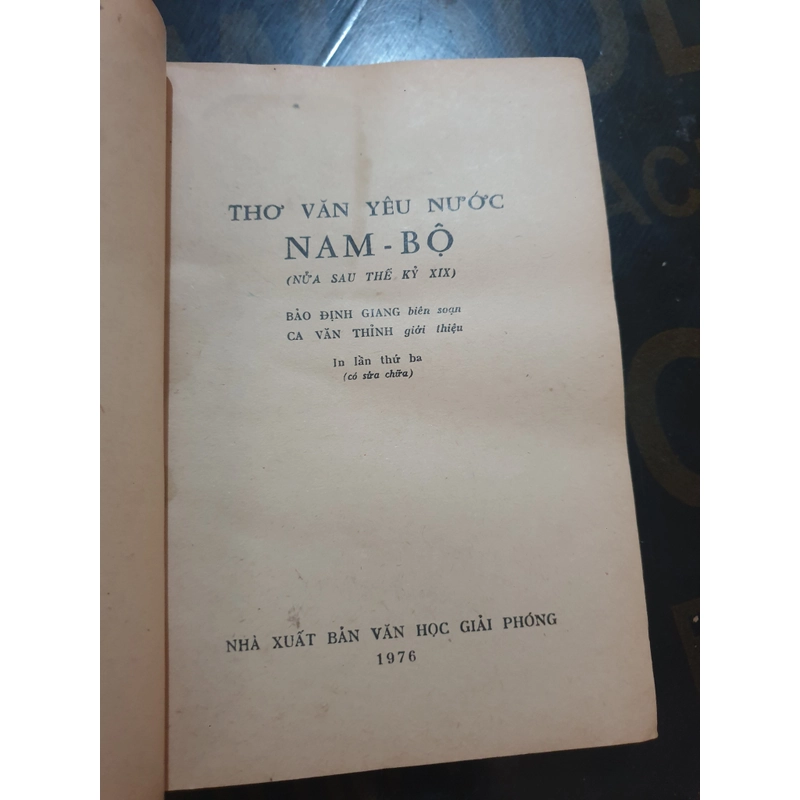 THƠ VĂN YÊU NƯỚC
NAM - BỘ
(NỬA SAU THẾ KỶ XIX)
BẢO ĐỊNH GIANG biên soạn
CA VĂN THỈNH giới thiệu
In lần thứ ba
(có sửa chữa)
NHÀ XUẤT BẢN VĂN HỌC GIẢI PHÓNG
1976